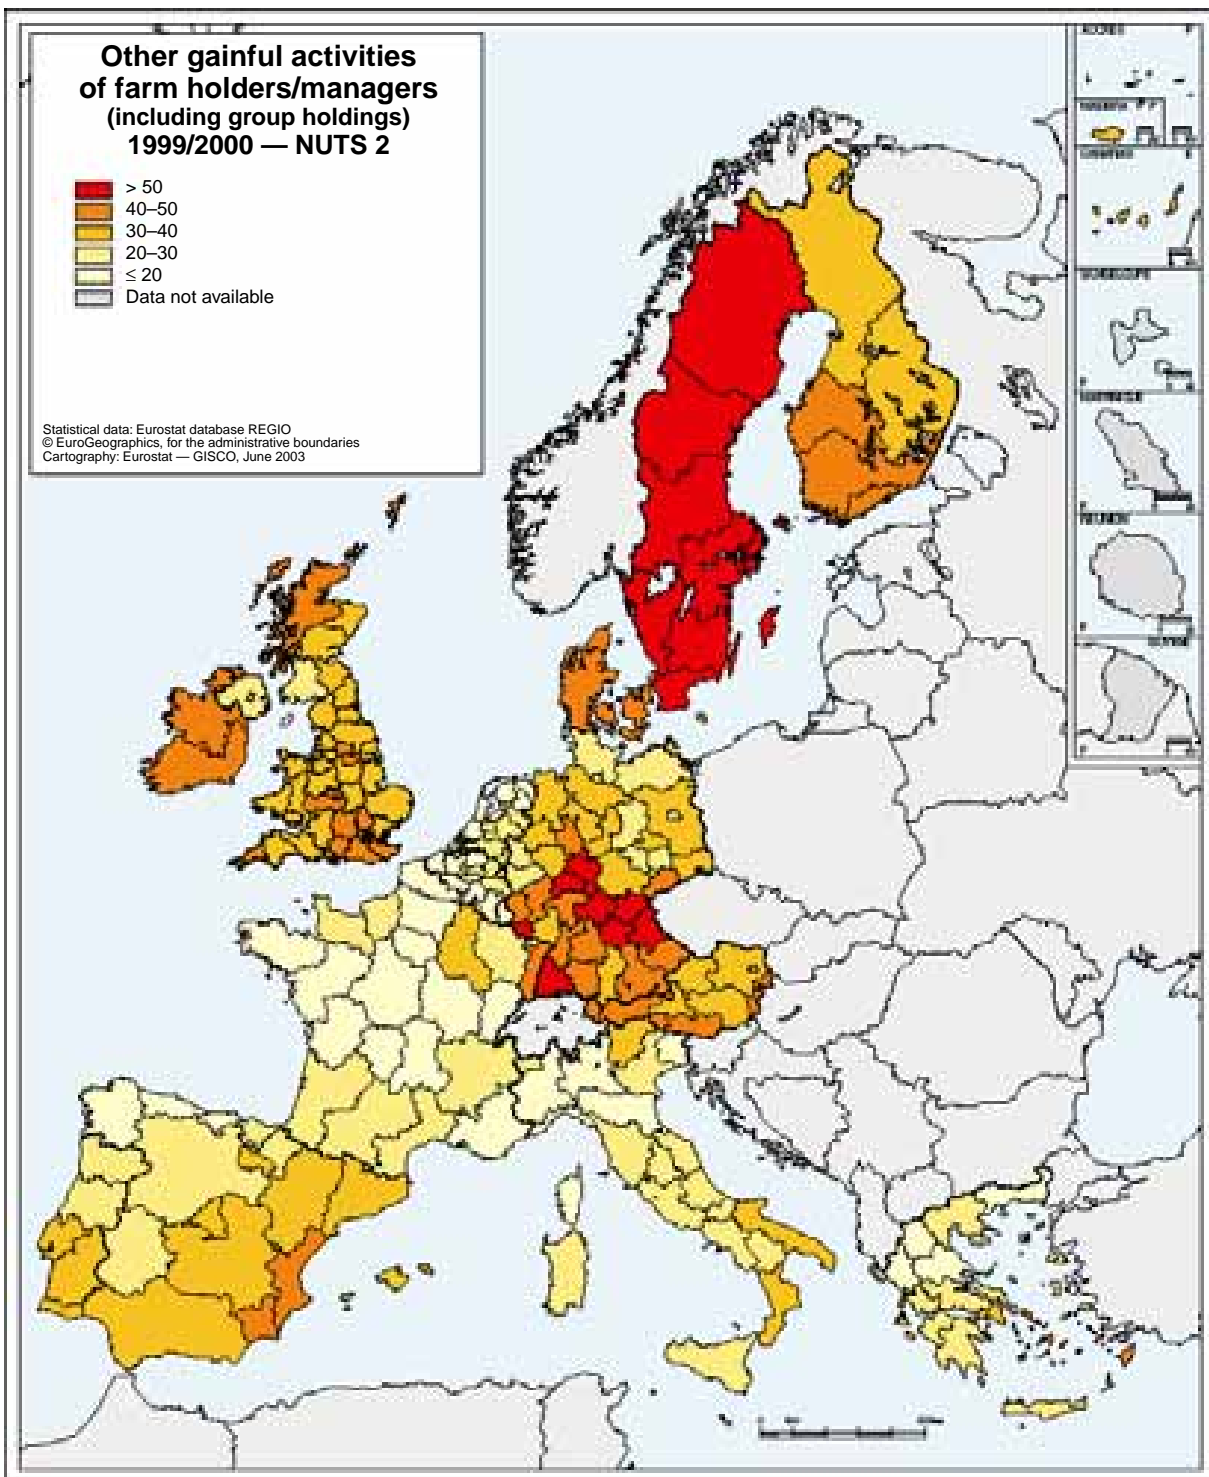 Other gainful activities
of farm holders/managers
(including group holdings)
1999/2000 — NUTS 2
> 50
40–50
30–40
20–30
≤ 20
Data not available
Statistical data: Eurostat database REGIO
© EuroGeographics, for the administrative boundaries
Cartography: Eurostat — GISCO, June 2003